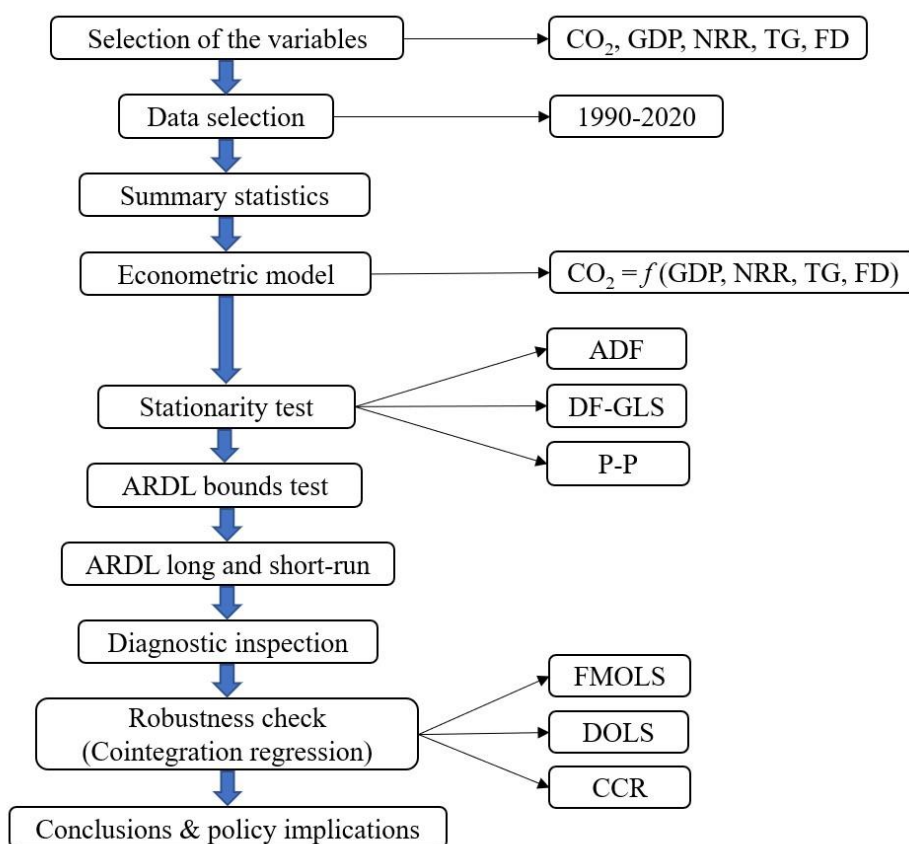 Selection of the variables
CO₂, GDP, NRR, TG, FD
Data selection
1990-2020
Summary statistics
Econometric model
CO₂ = f (GDP, NRR, TG, FD)
Stationarity test
ADF
DF-GLS
P-P
ARDL bounds test
ARDL long and short-run
Diagnostic inspection
Robustness check
(Cointegration regression)
FMOLS
DOLS
CCR
Conclusions & policy implications